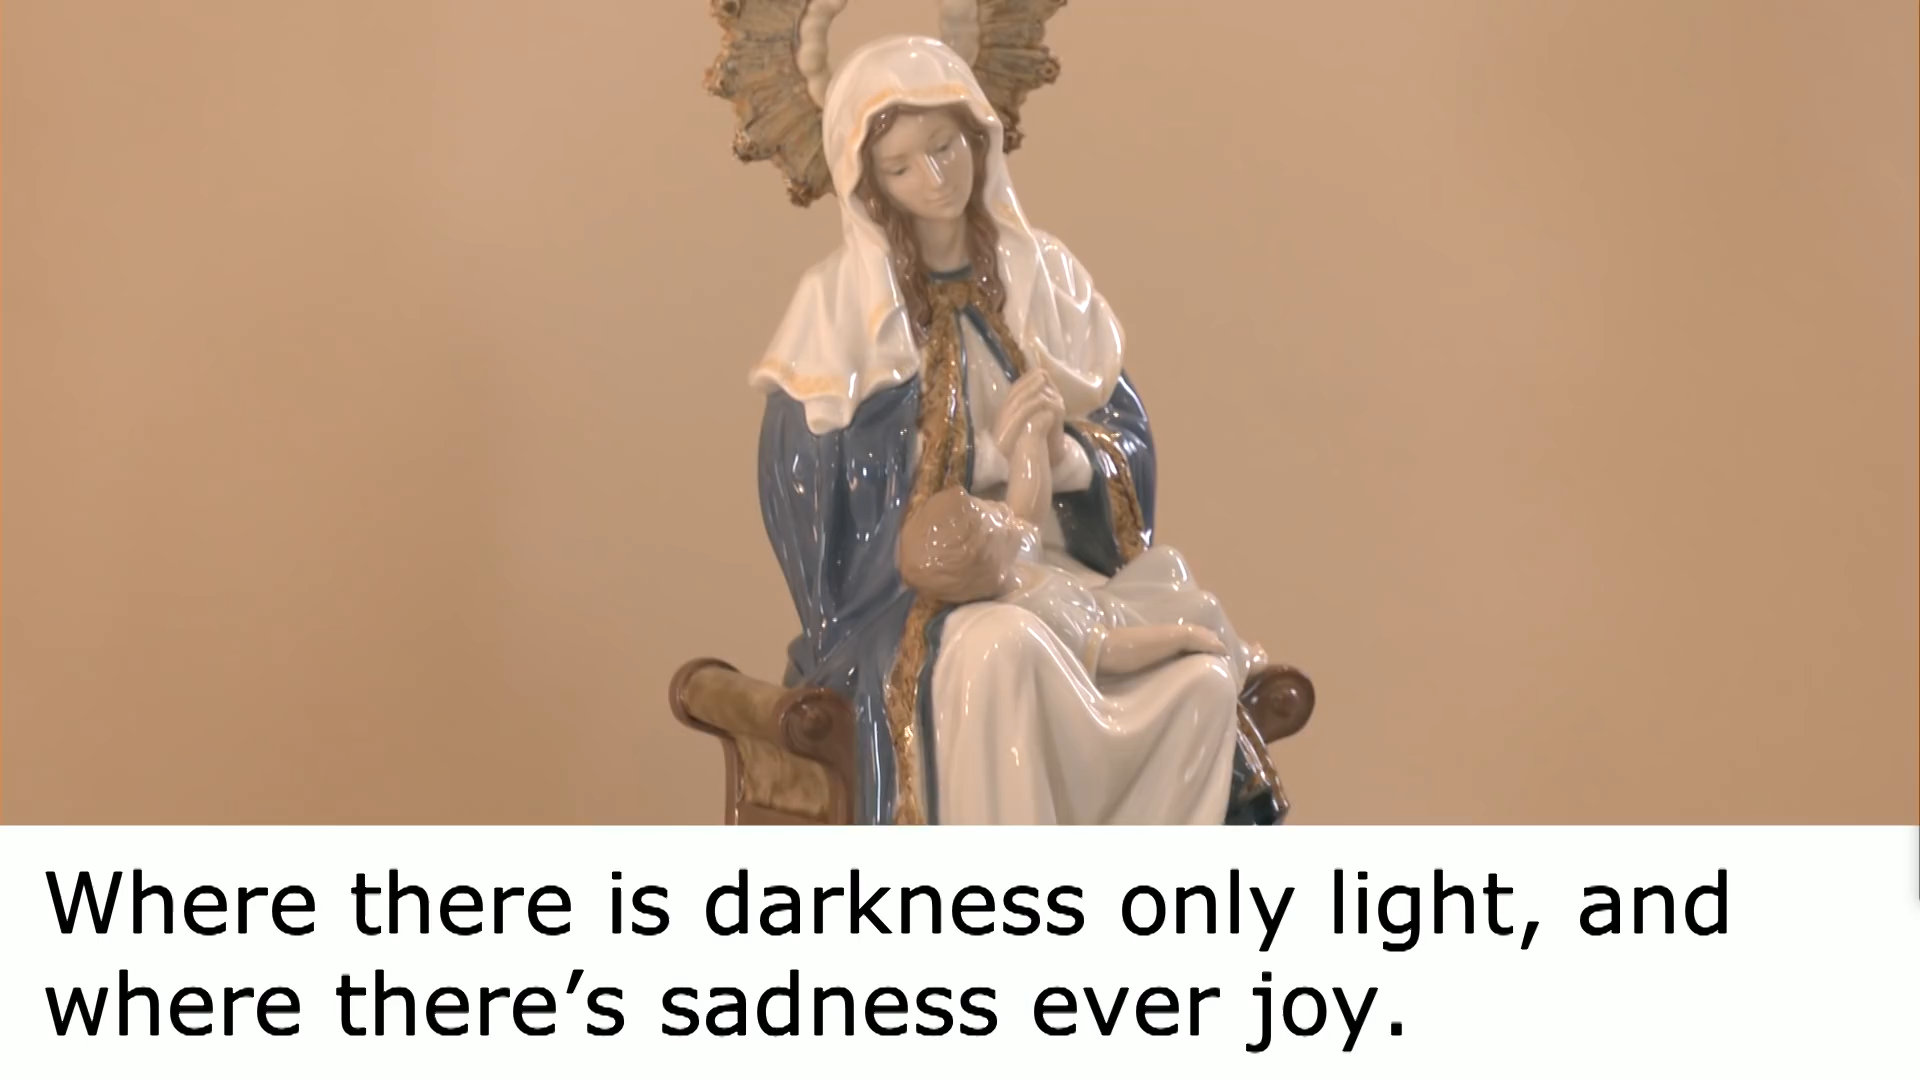 Where there is darkness only light, and
where there’s sadness ever joy.